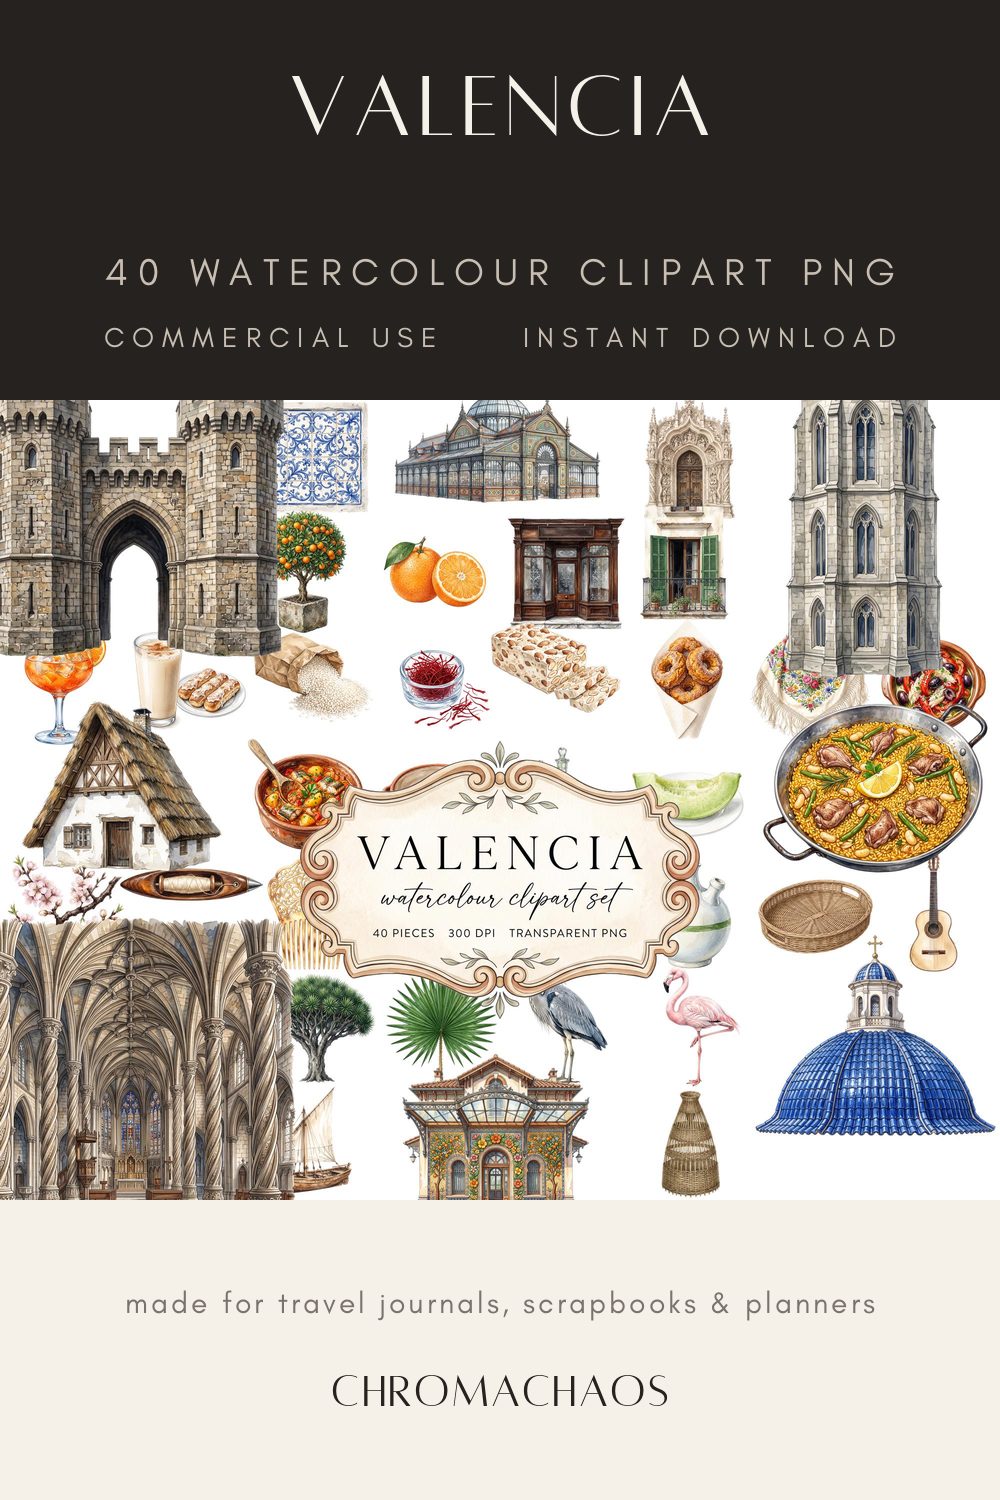 VALENCIA
40 WATERCOLOUR CLIPART PNG
COMMERCIAL USE INSTANT DOWNLOAD
VALENCIA
watercolour clipart set
40 PIECES 300 DPI TRANSPARENT PNG
made for travel journals, scrapbooks & planners
CHROMACHAOS